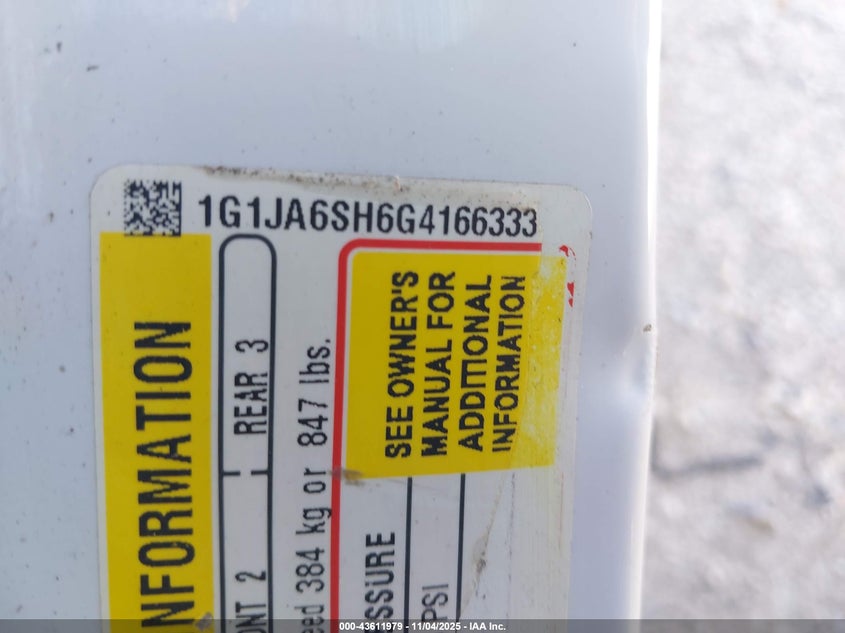 1G1JA6SH6G4166333
NFORMATION
ONT 2
REAR 3
eed 384 kg or 847 lbs.
SSURE
PSI
SEE OWNER'S
MANUAL FOR
ADDITIONAL
INFORMATION
000-43611979 - 11/04/2025 - IAA Inc.